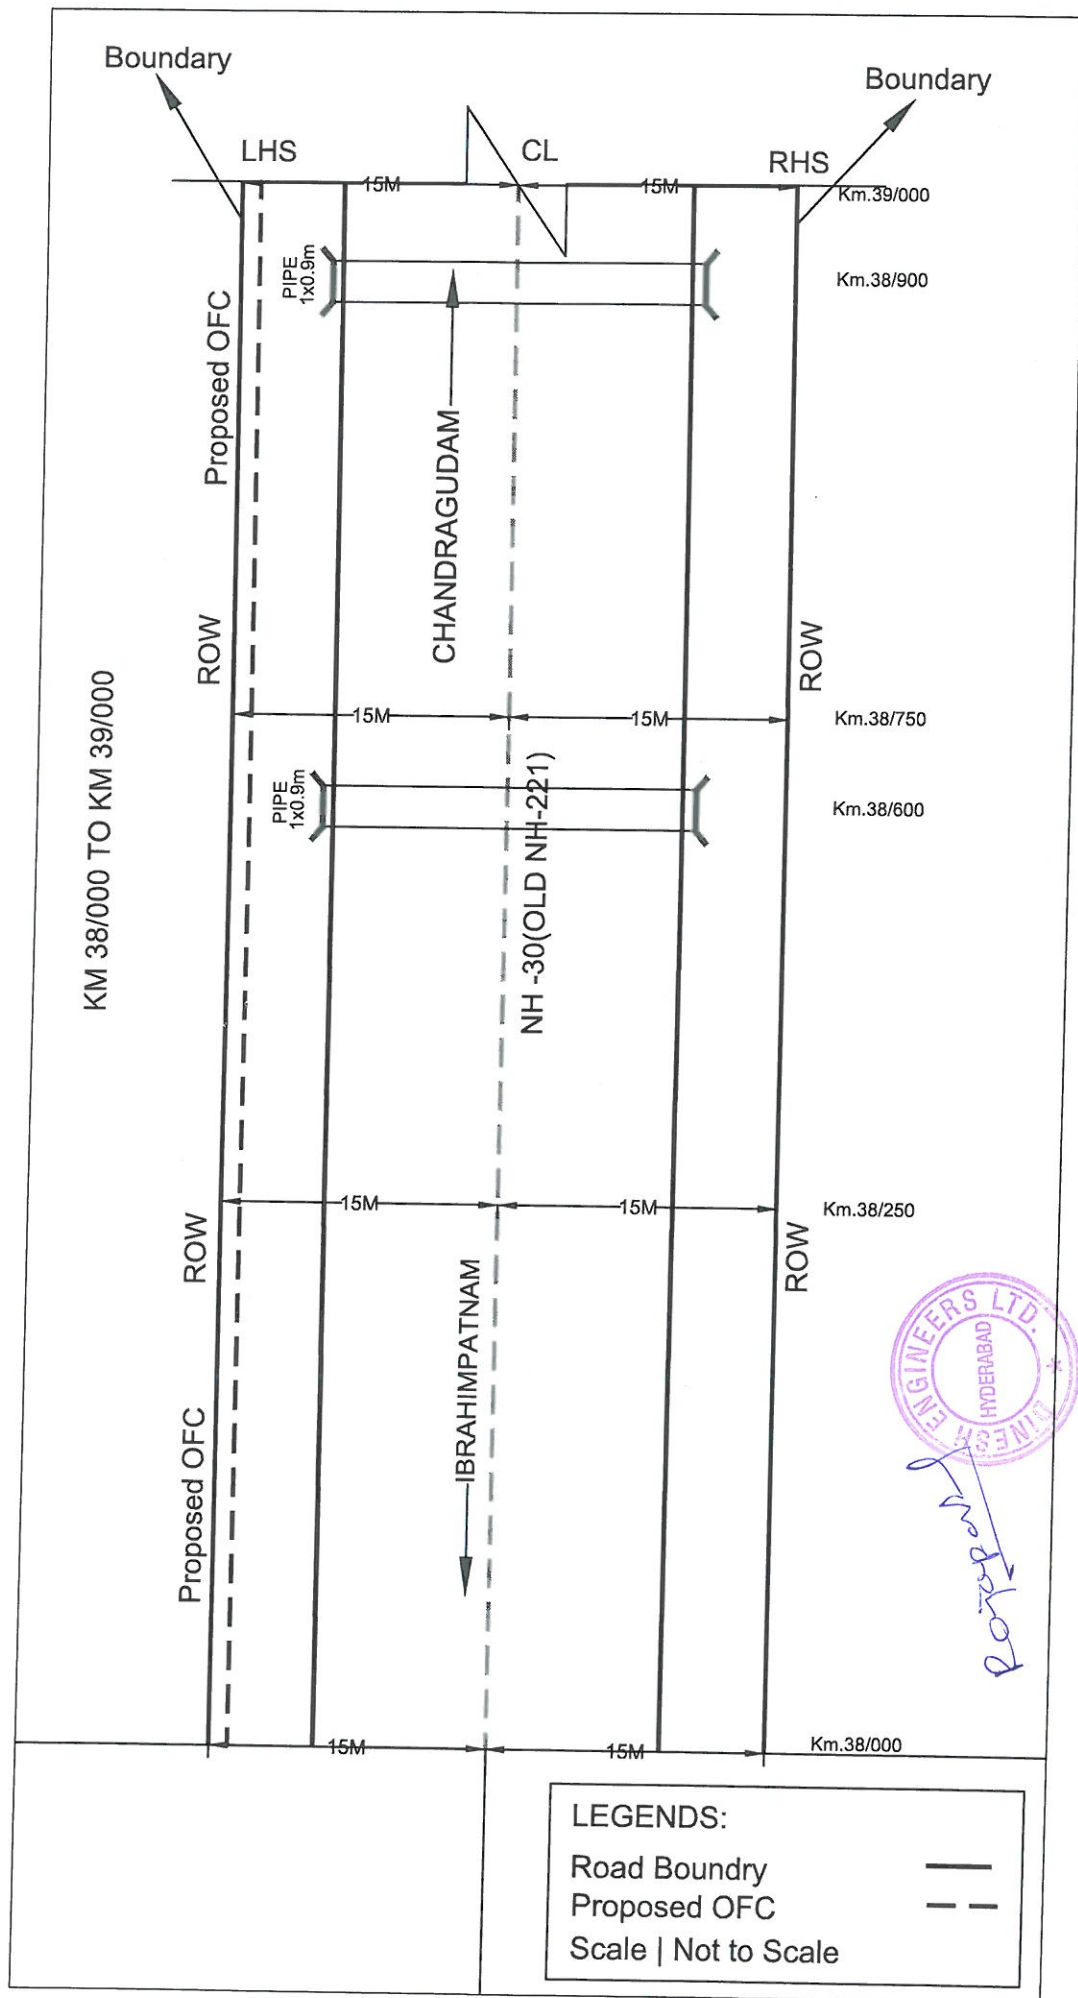 Boundary
Boundary
LHS
CL
RHS
15M
15M
Km.39/000
PIPE
1x0.9m
Km.38/900
Proposed OFC
CHANDRAGUDAM
ROW
ROW
15M
15M
Km.38/750
KM 38/000 TO KM 39/000
PIPE
1x0.9m
Km.38/600
NH -30(OLD NH-221)
15M
15M
Km.38/250
ROW
ROW
IBRAHIMPATNAM
DINESH ENGINEERS LTD. *
HYDERABAD
Proposed OFC
15M
15M
Km.38/000
LEGENDS:
Road Boundry
Proposed OFC
Scale | Not to Scale